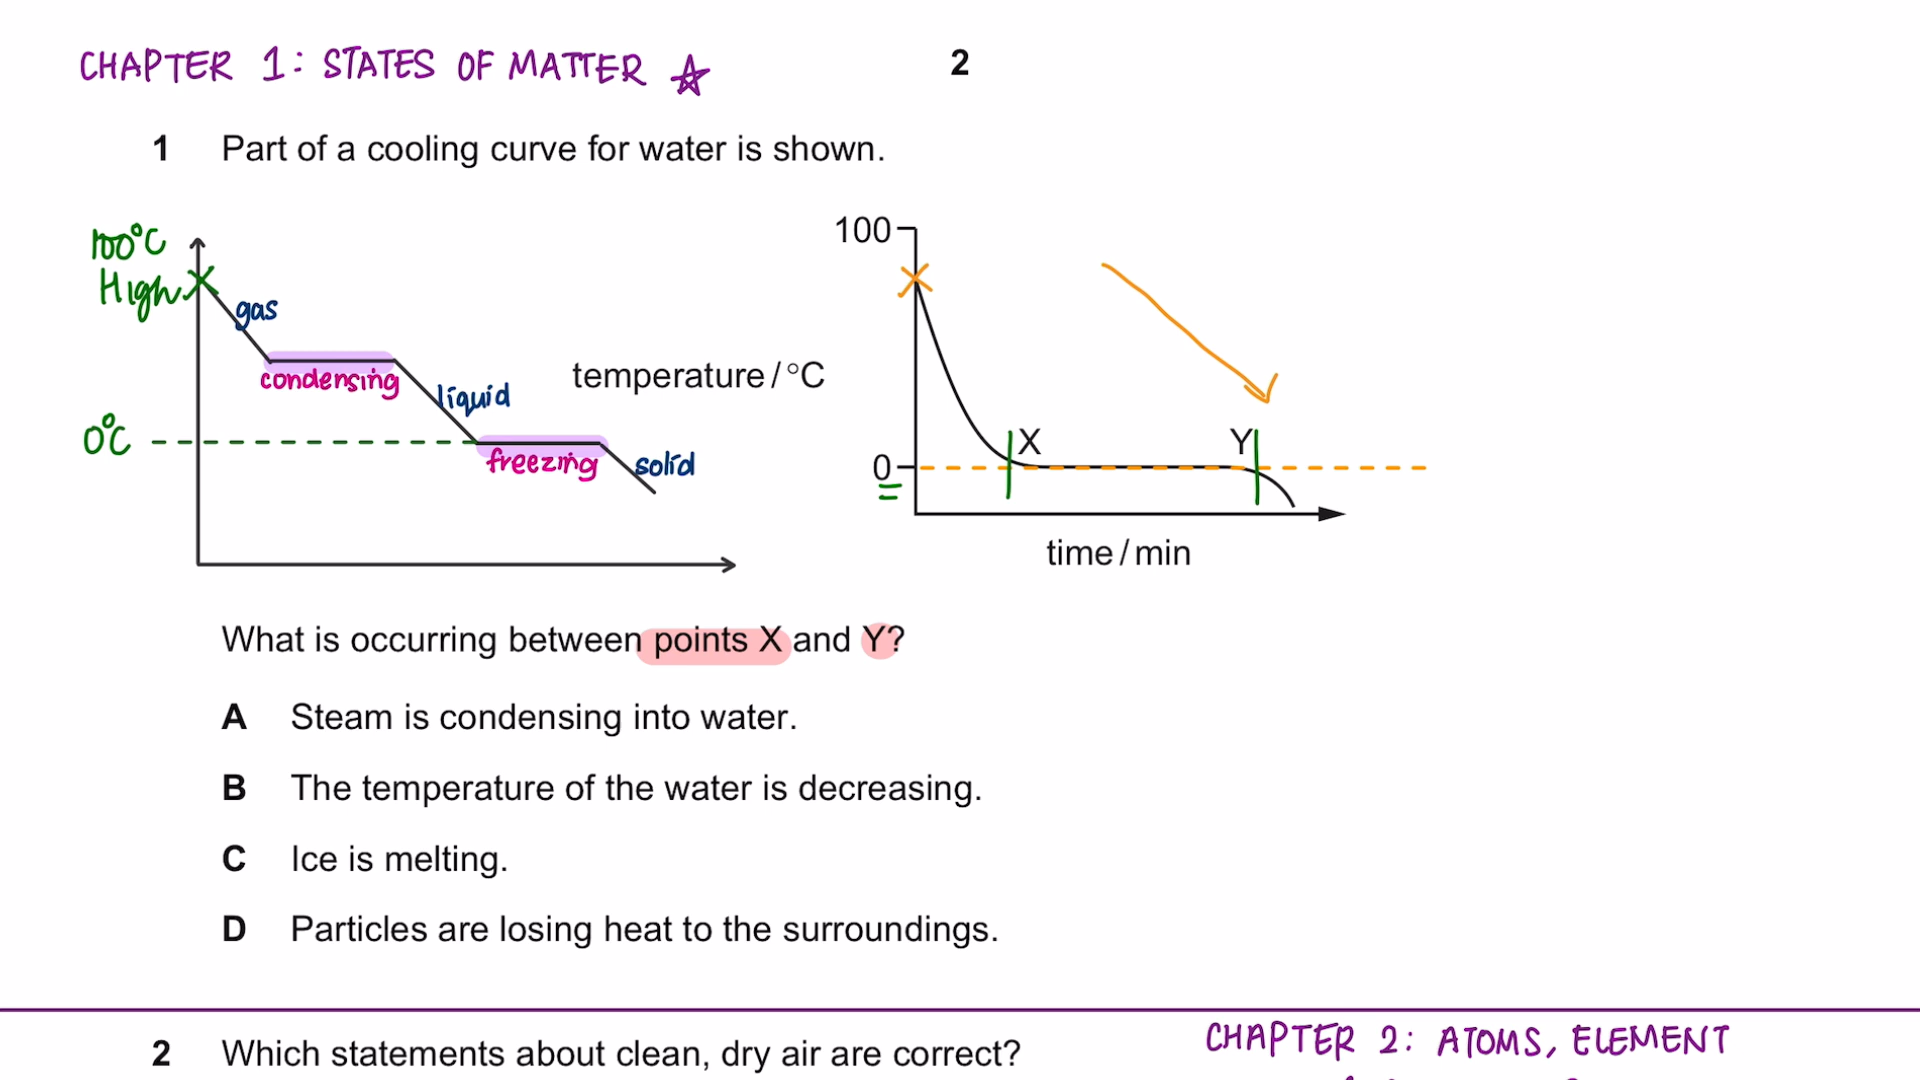 CHAPTER 1: STATES OF MATTER
2
1 Part of a cooling curve for water is shown.
100°C
High
gas
condensing
liquid
0°C
freezing
solid
temperature / °C
100
0
X
Y
time / min
What is occurring between points X and Y?
A Steam is condensing into water.
B The temperature of the water is decreasing.
C Ice is melting.
D Particles are losing heat to the surroundings.
CHAPTER 2: ATOMS, ELEMENT
2 Which statements about clean, dry air are correct?